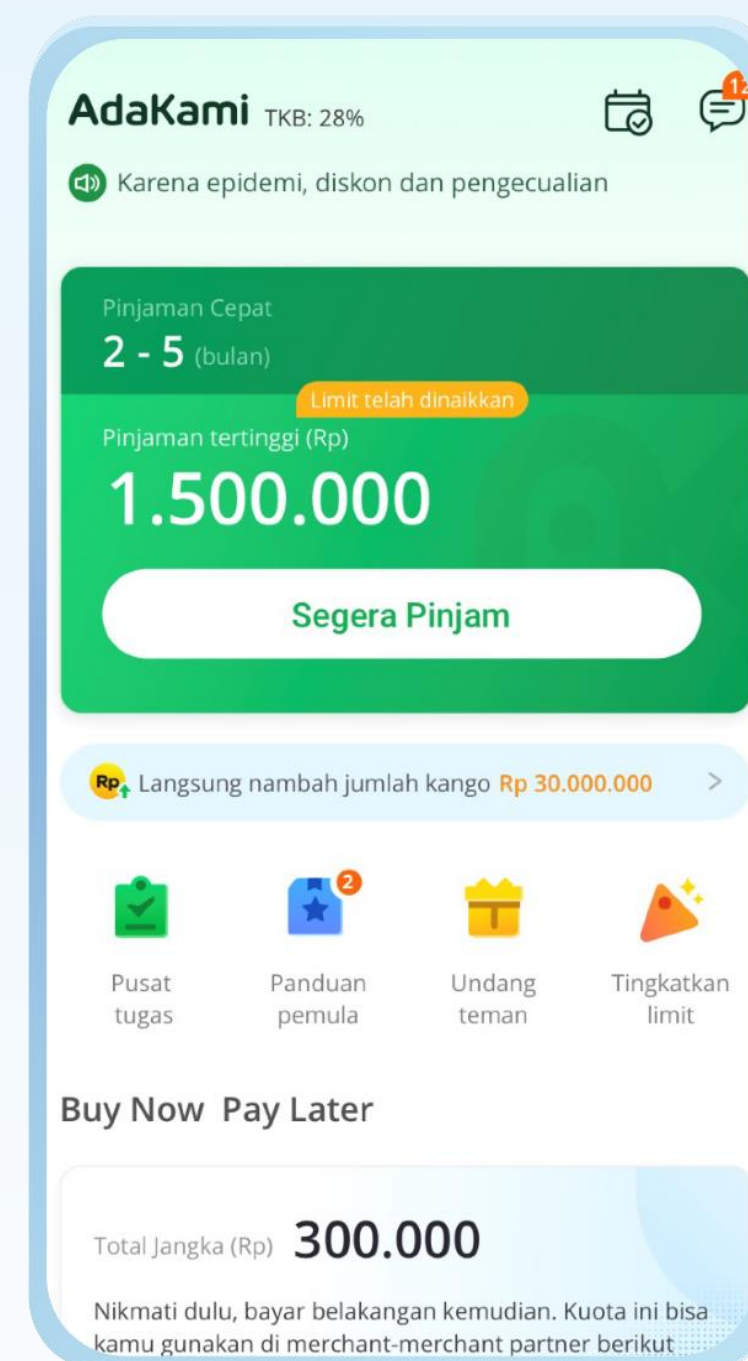 AdaKami TKB: 28%
12
Karena epidemi, diskon dan pengecualian
Pinjaman Cepat
2 - 5 (bulan)
Limit telah dinaikkan
Pinjaman tertinggi (Rp)
1.500.000
Segera Pinjam
Rp Langsung nambah jumlah kango Rp 30.000.000 >
2
Pusat tugas
Panduan pemula
Undang teman
Tingkatkan limit
Buy Now Pay Later
Total Jangka (Rp) 300.000
Nikmati dulu, bayar belakangan kemudian. Kuota ini bisa
kamu gunakan di merchant-merchant partner berikut